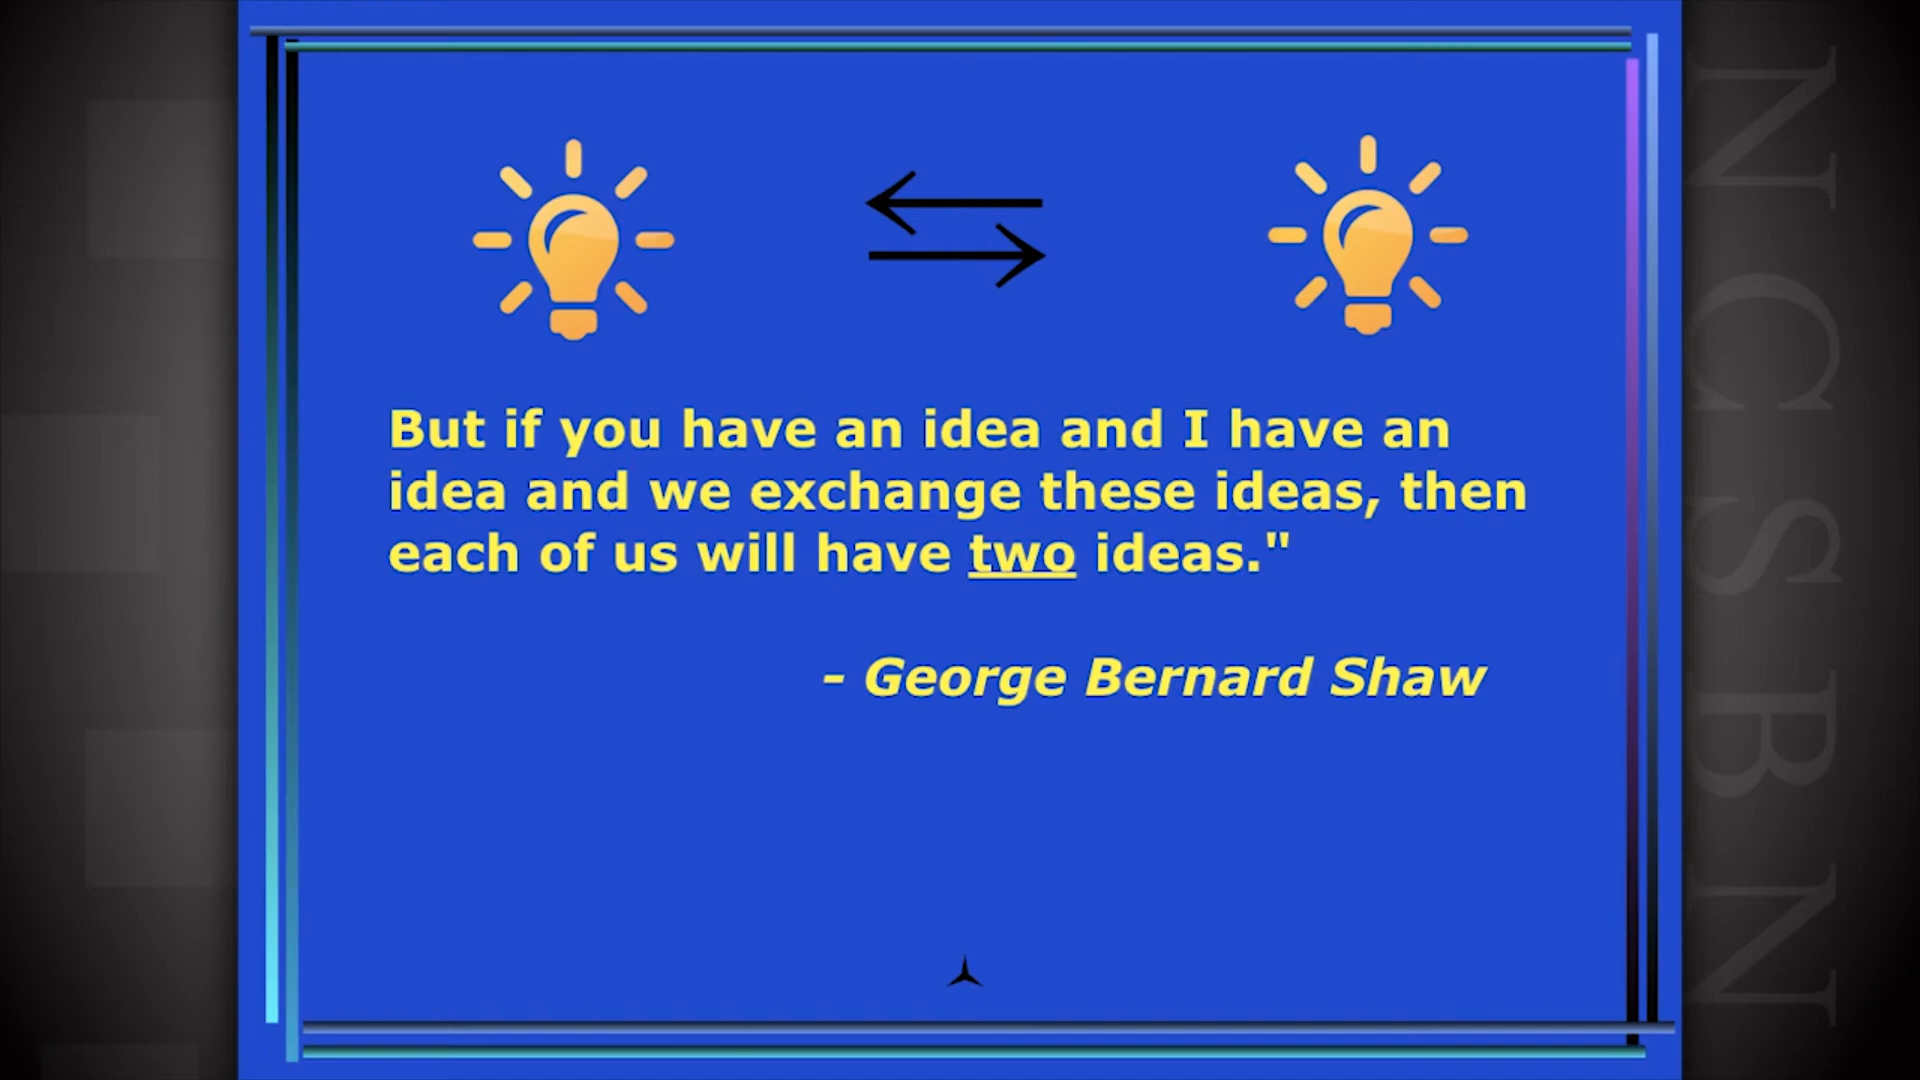 But if you have an idea and I have an
idea and we exchange these ideas, then
each of us will have two ideas."
- George Bernard Shaw
NCSBN